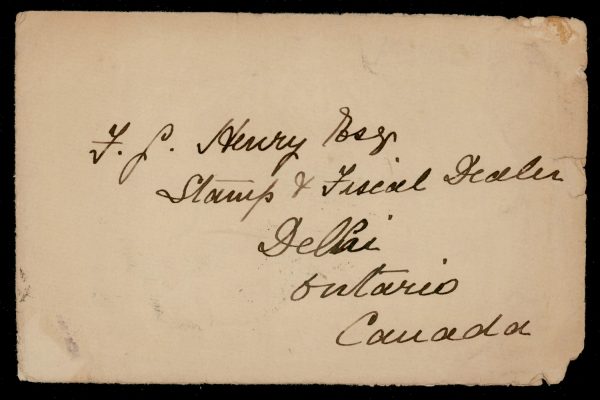 F. P. Henry Esq.
Stamp & Fiscal Dealer
Delhi
Ontario
Canada